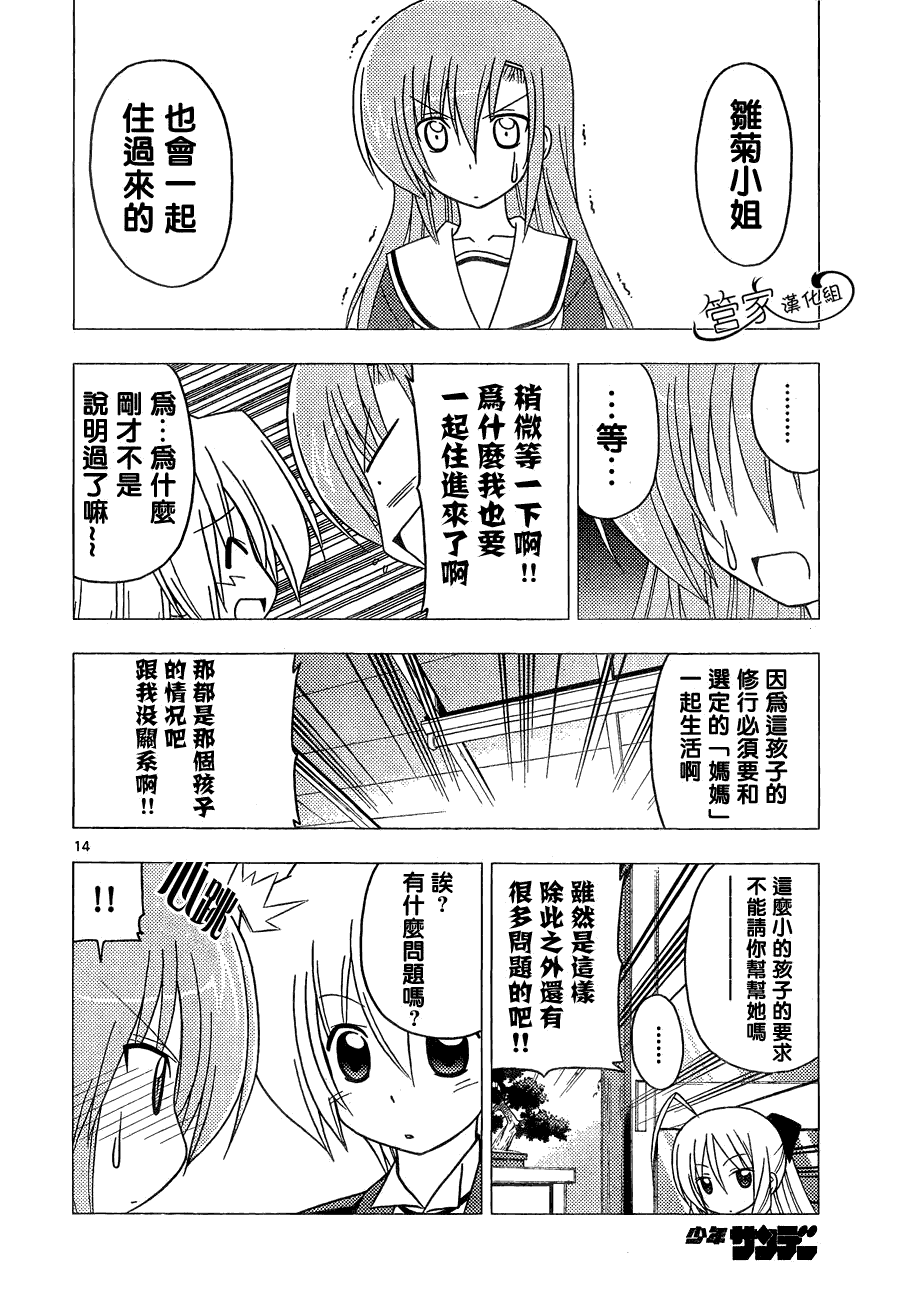 雛菊小姐
也會一起
住過來的
管家
漢化組
………
…等…
稍微等一下啊!!
爲什麼我也要
一起住進來了啊
爲…爲什麼
剛才不是
說明過了嘛~~
因爲這孩子的
修行必須要和
選定的「媽媽」
一起生活啊
那都是那個孩子
的情况吧
跟我没關系啊!!
14
這麼小的孩子的要求
不能請你幫幫她嗎
──
……
雖然是這樣
除此之外還有
很多問題的吧!!
誒?
有什麼問題嗎?
心跳
!!
少年サンデー